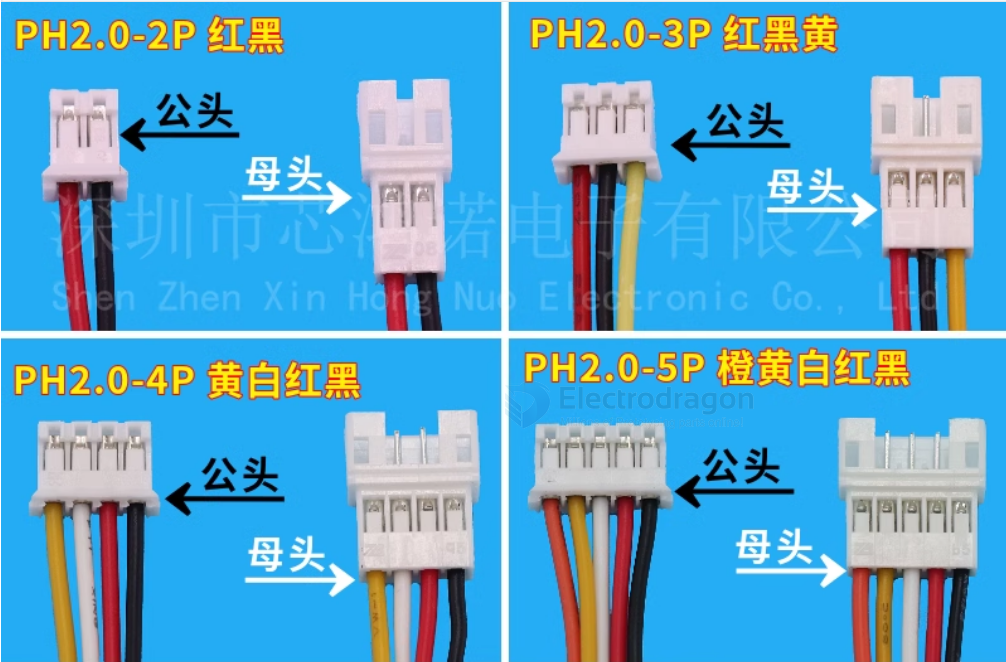 PH2.0-2P 红黑
公头
母头
PH2.0-3P 红黑黄
公头
母头
深圳市芯泓诺电子有限公司
Shen Zhen Xin Hong Nuo Electronic Co., Ltd
PH2.0-4P 黄白红黑
公头
母头
PH2.0-5P 橙黄白红黑
Electrodragon
公头
母头